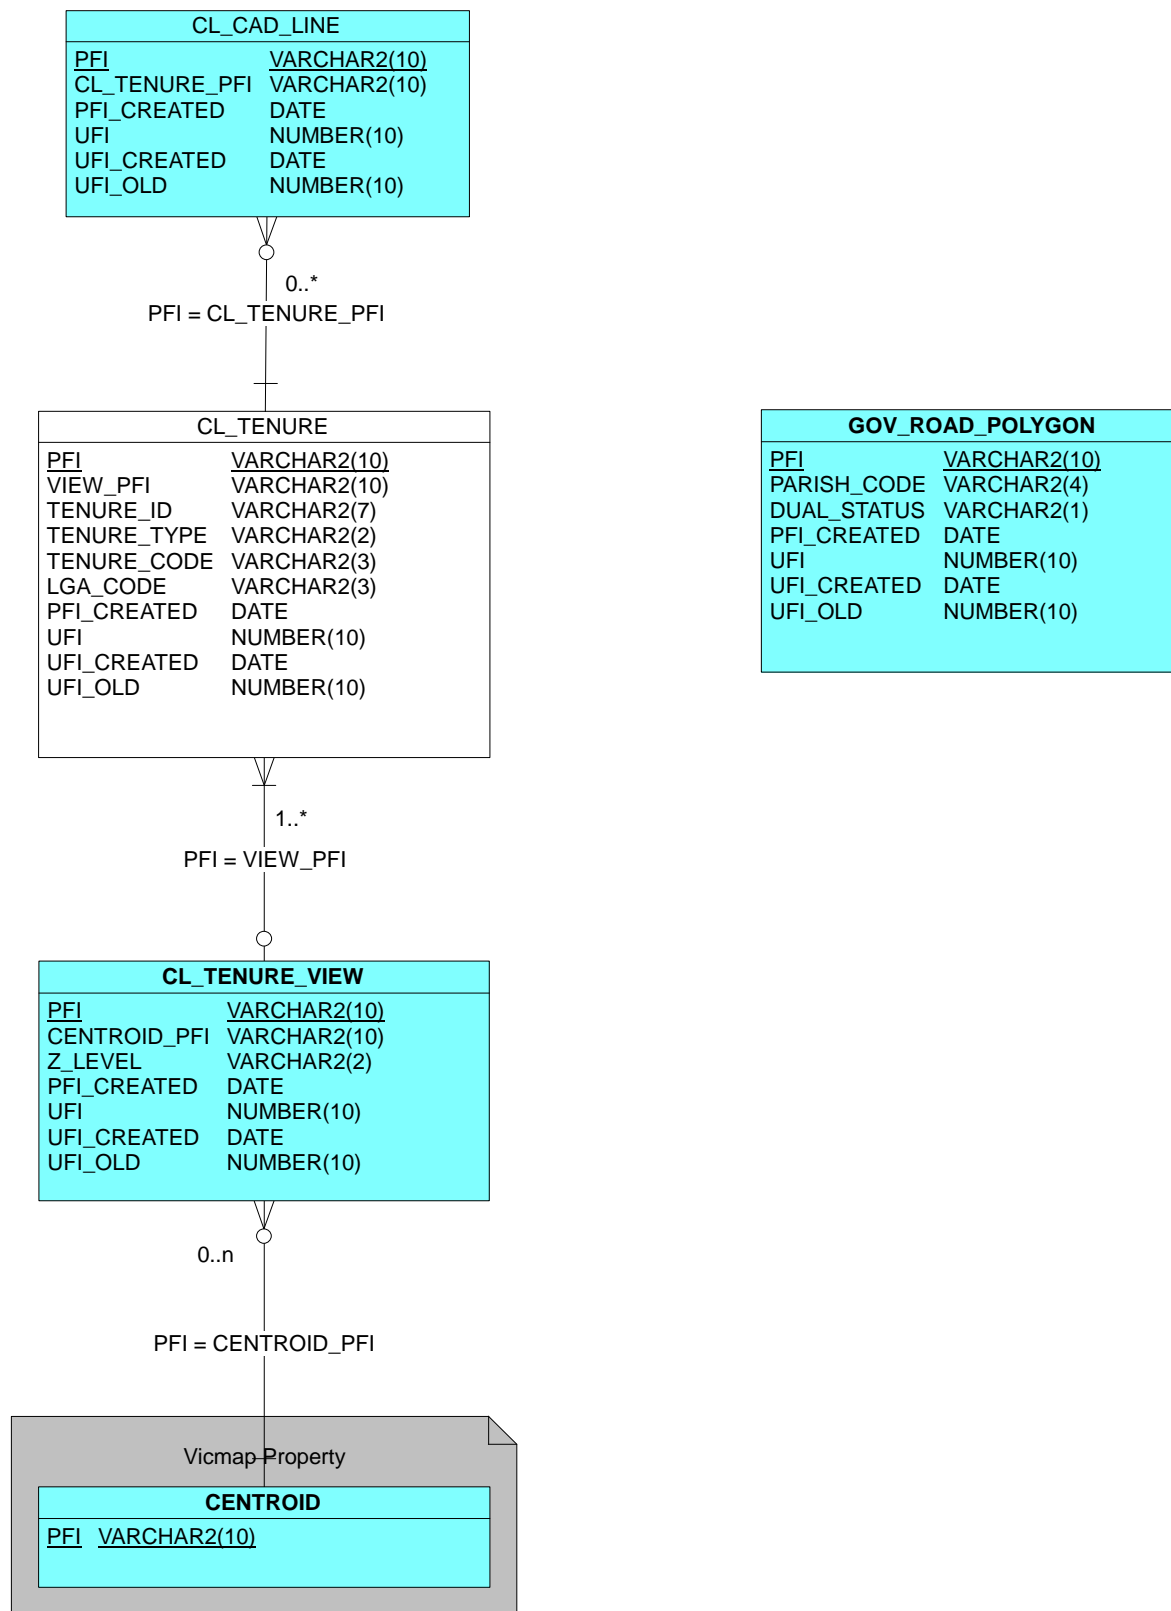 CL_CAD_LINE
PFI VARCHAR2(10)
CL_TENURE_PFI VARCHAR2(10)
PFI_CREATED DATE
UFI NUMBER(10)
UFI_CREATED DATE
UFI_OLD NUMBER(10)
0..*
PFI = CL_TENURE_PFI
CL_TENURE
PFI VARCHAR2(10)
VIEW_PFI VARCHAR2(10)
TENURE_ID VARCHAR2(7)
TENURE_TYPE VARCHAR2(2)
TENURE_CODE VARCHAR2(3)
LGA_CODE VARCHAR2(3)
PFI_CREATED DATE
UFI NUMBER(10)
UFI_CREATED DATE
UFI_OLD NUMBER(10)
GOV_ROAD_POLYGON
PFI VARCHAR2(10)
PARISH_CODE VARCHAR2(4)
DUAL_STATUS VARCHAR2(1)
PFI_CREATED DATE
UFI NUMBER(10)
UFI_CREATED DATE
UFI_OLD NUMBER(10)
1..*
PFI = VIEW_PFI
CL_TENURE_VIEW
PFI VARCHAR2(10)
CENTROID_PFI VARCHAR2(10)
Z_LEVEL VARCHAR2(2)
PFI_CREATED DATE
UFI NUMBER(10)
UFI_CREATED DATE
UFI_OLD NUMBER(10)
0..n
PFI = CENTROID_PFI
Vicmap Property
CENTROID
PFI VARCHAR2(10)